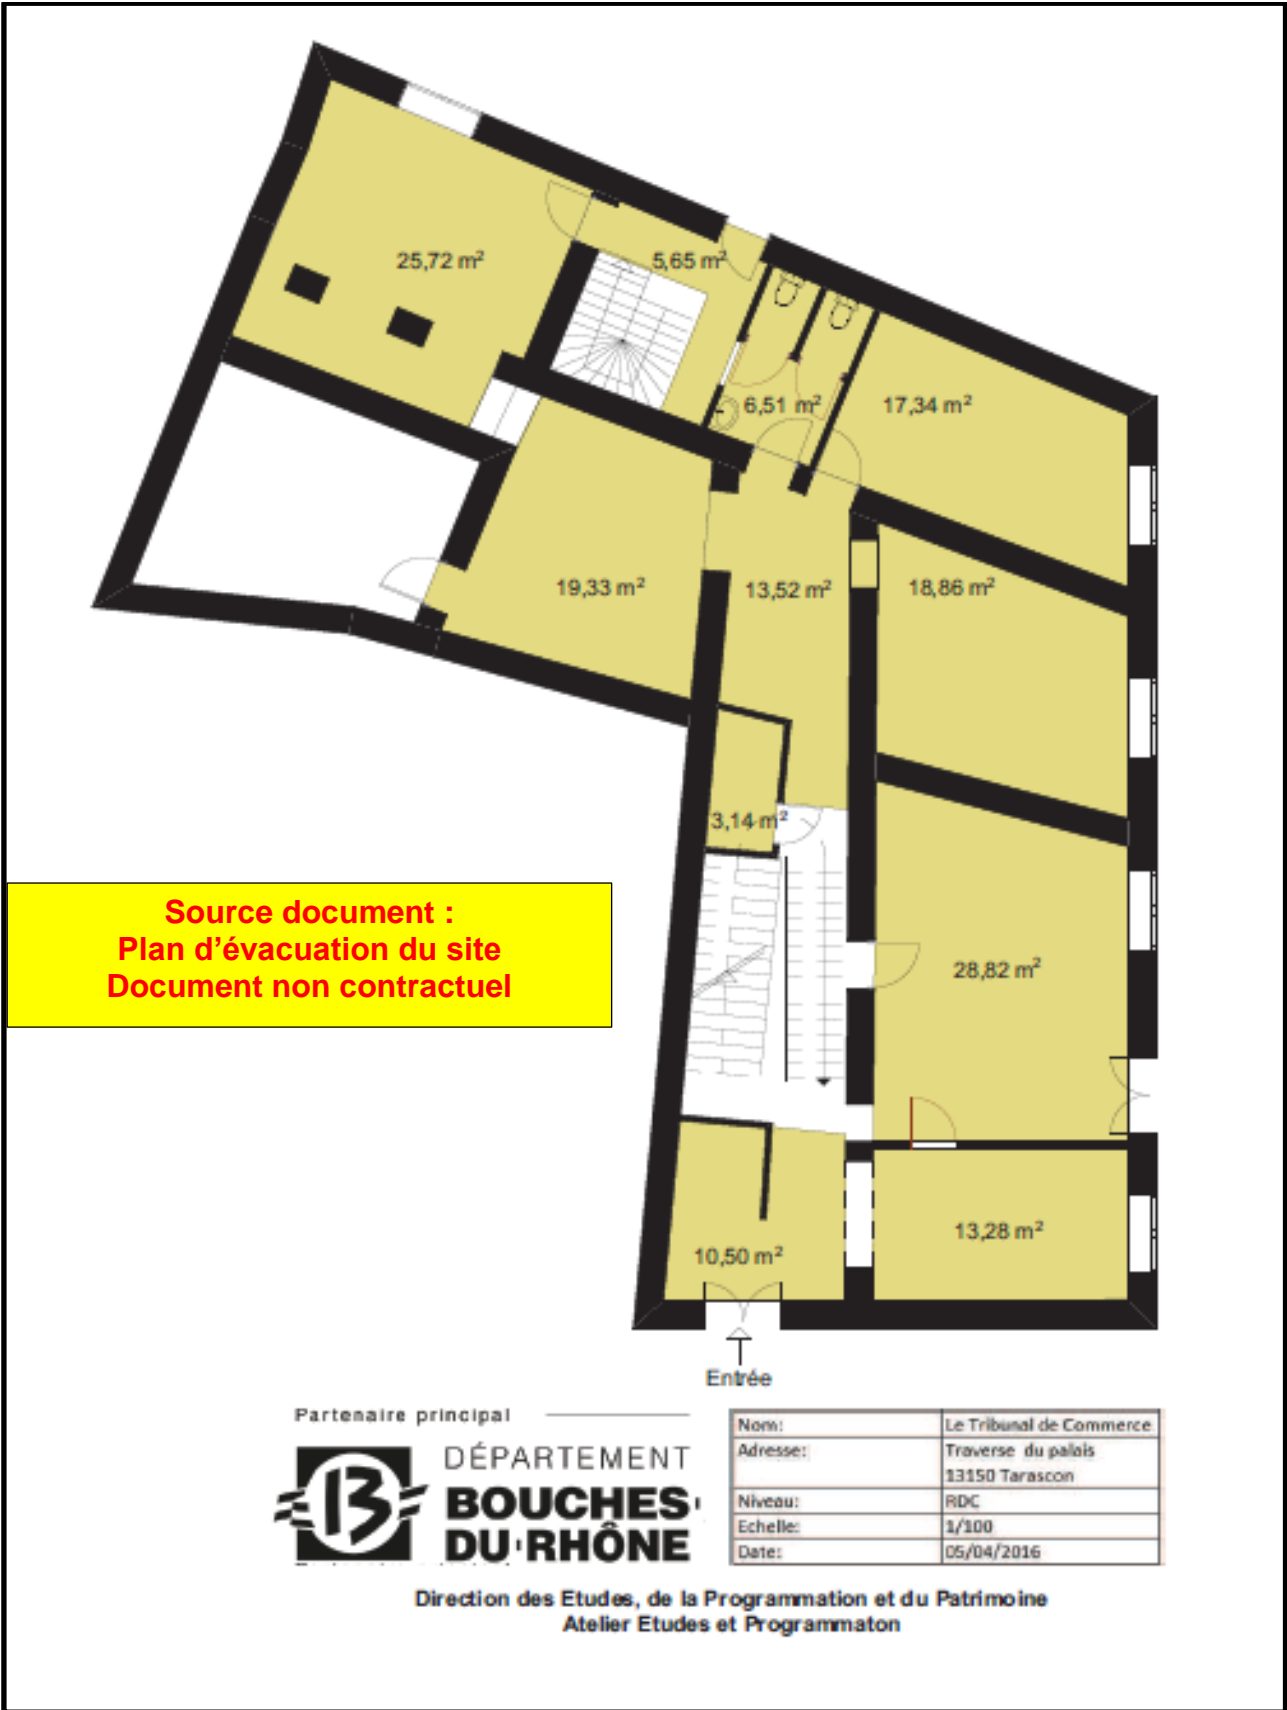 25,72 m²
5,65 m²
6,51 m²
17,34 m²
19,33 m²
13,52 m²
18,86 m²
3,14 m²
Source document :
Plan d’évacuation du site
Document non contractuel
28,82 m²
13,28 m²
10,50 m²
Entrée
Partenaire principal
13
DÉPARTEMENT
BOUCHES-
DU-RHÔNE
Nom: Le Tribunal de Commerce
Adresse: Traverse du palais
13150 Tarascon
Niveau: RDC
Echelle: 1/100
Date: 05/04/2016
Direction des Etudes, de la Programmation et du Patrimoine
Atelier Etudes et Programmaton